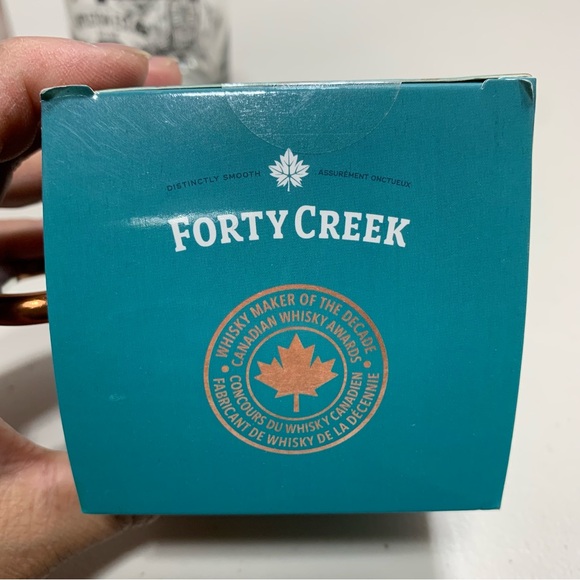 DISTINCTLY SMOOTH ASSURÉMENT ONCTUEUX
FORTY CREEK
WHISKY MAKER OF THE DECADE
CANADIAN WHISKY AWARDS
CONCOURS DU WHISKY CANADIEN
FABRICANT DE WHISKY DE LA DÉCENNIE